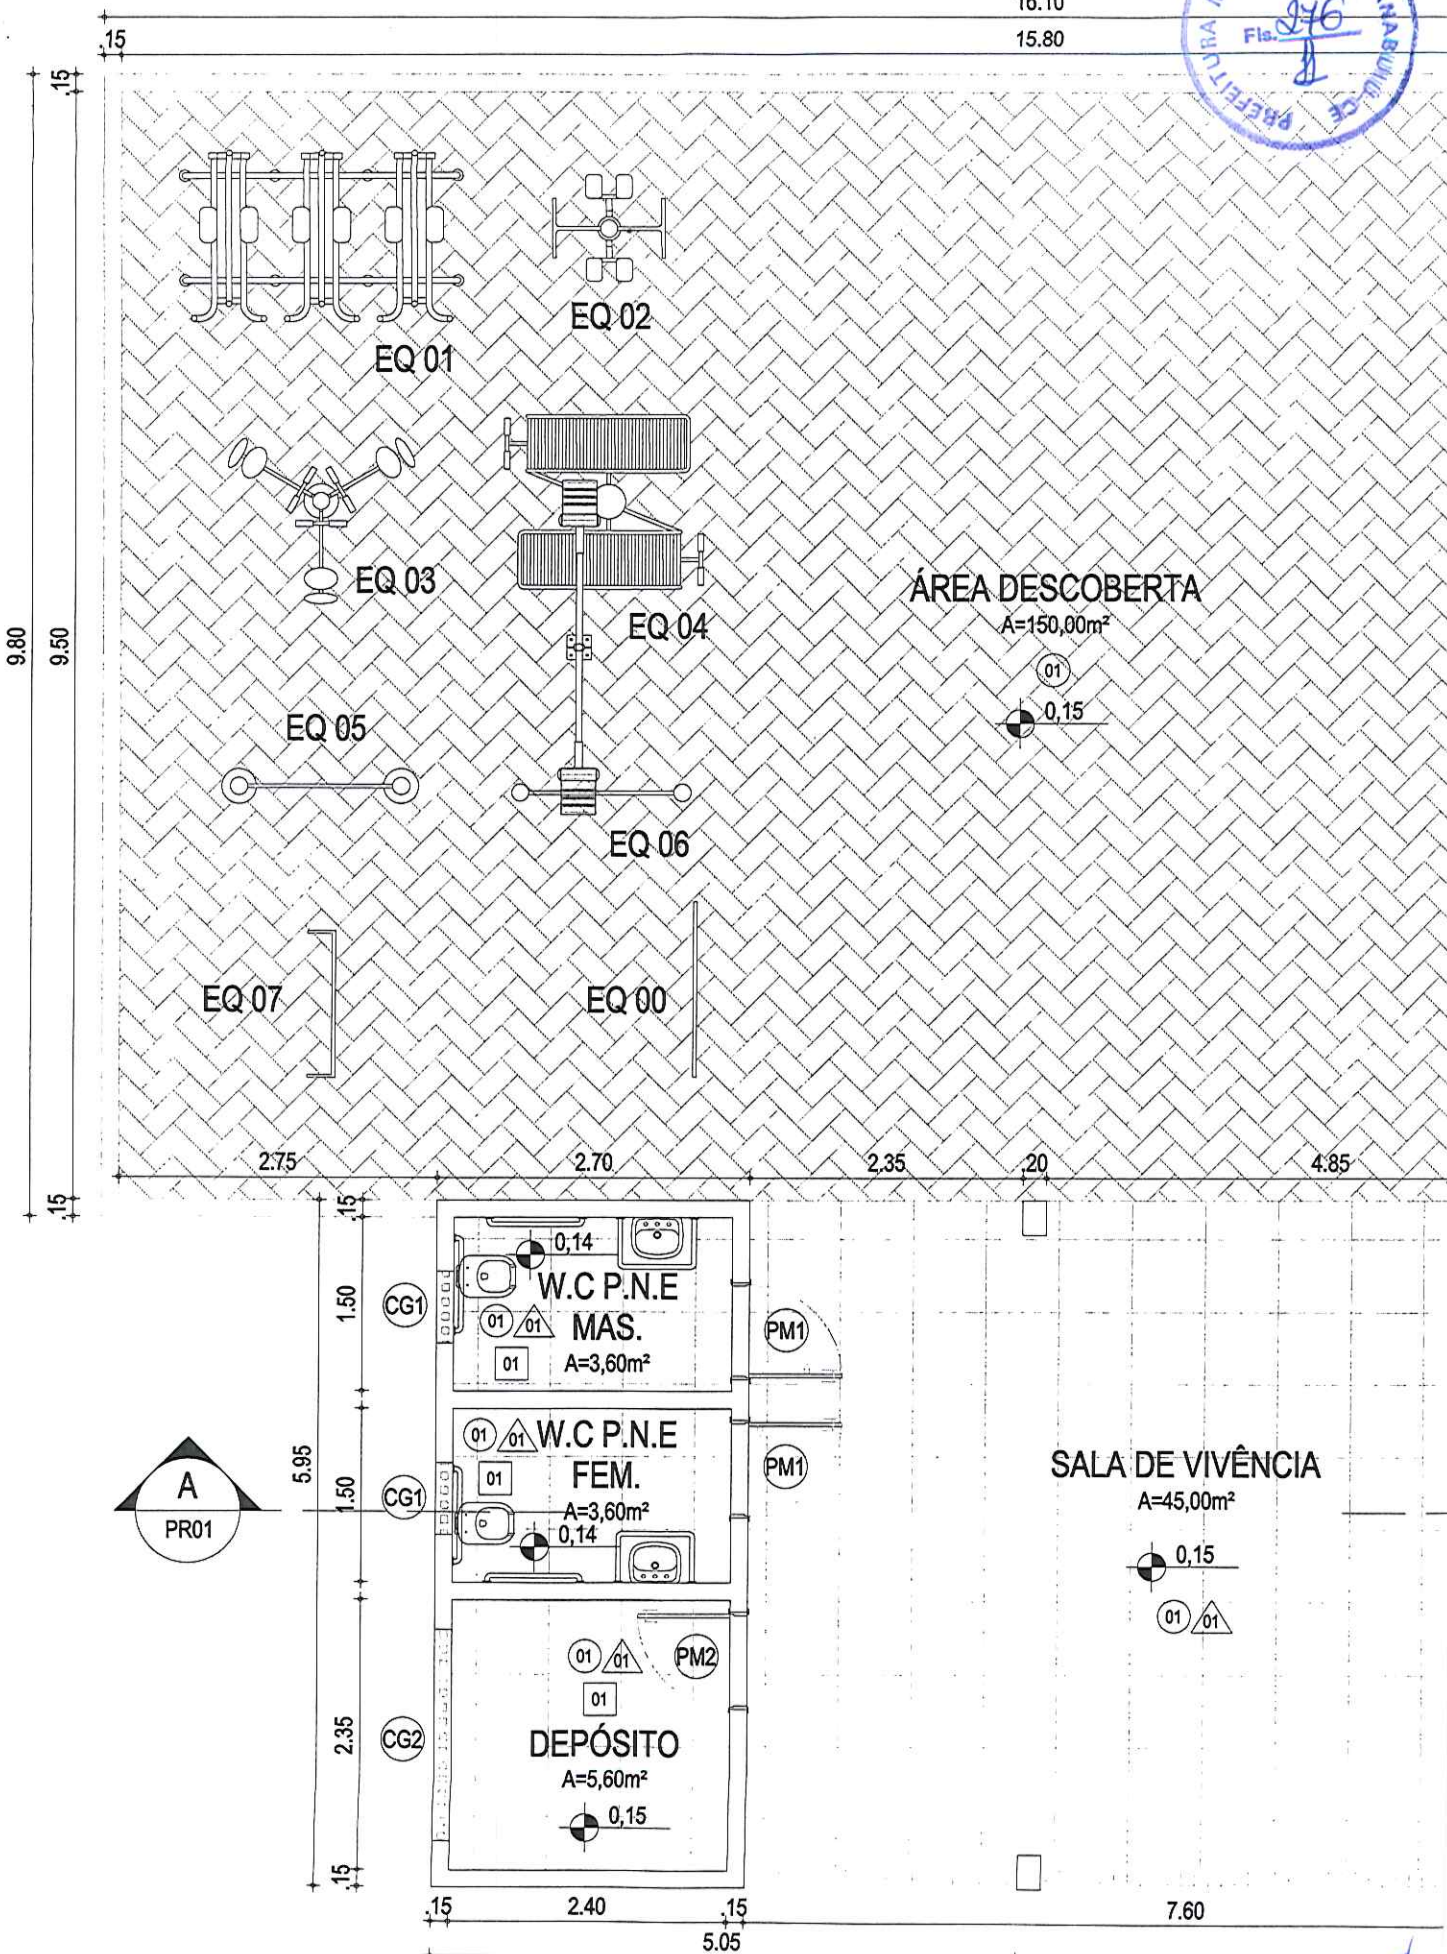 16.10
.15
15.80
Fls. 276
PREFEITURA
CE
.15
9.80
9.50
EQ 01
EQ 02
EQ 03
EQ 04
ÁREA DESCOBERTA
A=150,00m²
01
0,15
EQ 05
EQ 06
EQ 07
EQ 00
2.75
2.70
2.35
.20
4.85
.15
.15
0,14
W.C P.N.E
MAS.
A=3,60m²
01
01
01
CG1
PM1
1.50
5.95
01
01
W.C P.N.E
FEM.
01
A=3,60m²
0,14
CG1
PM1
1.50
A
PR01
SALA DE VIVÊNCIA
A=45,00m²
0,15
01
01
01
01
PM2
01
DEPÓSITO
A=5,60m²
0,15
CG2
2.35
.15
.15
2.40
.15
7.60
5.05